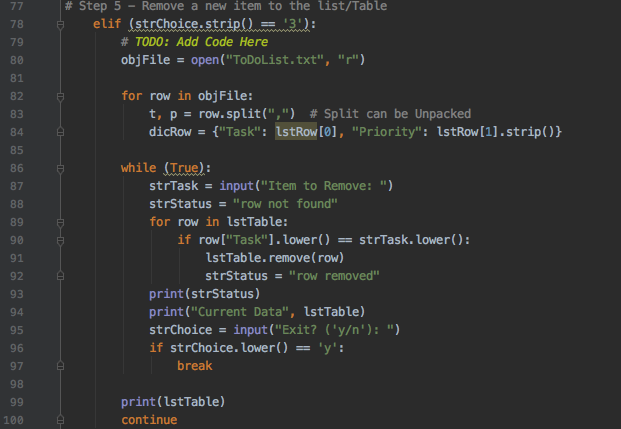 77 # Step 5 - Remove a new item to the list/Table
78 elif (strChoice.strip() == '3'):
79 # TODO: Add Code Here
80 objFile = open("ToDoList.txt", "r")
81
82 for row in objFile:
83 t, p = row.split(",")  # Split can be Unpacked
84 dicRow = {"Task": lstRow[0], "Priority": lstRow[1].strip()}
85
86 while (True):
87 strTask = input("Item to Remove: ")
88 strStatus = "row not found"
89 for row in lstTable:
90 if row["Task"].lower() == strTask.lower():
91 lstTable.remove(row)
92 strStatus = "row removed"
93 print(strStatus)
94 print("Current Data", lstTable)
95 strChoice = input("Exit? ('y/n'): ")
96 if strChoice.lower() == 'y':
97 break
98
99 print(lstTable)
100 continue